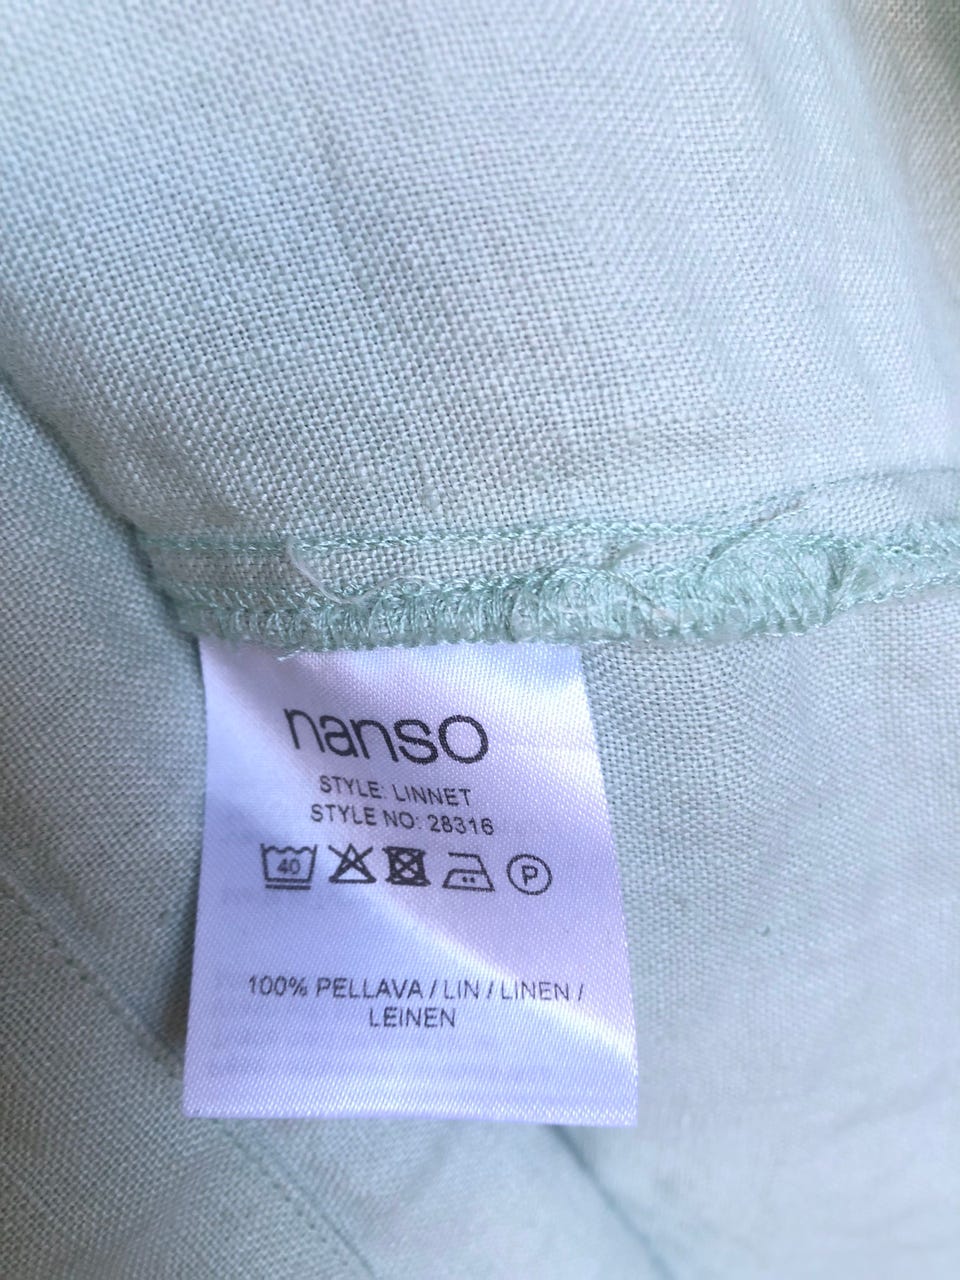 nanso
STYLE: LINNET
STYLE NO: 28316
40 P
100% PELLAVA / LIN / LINEN /
LEINEN